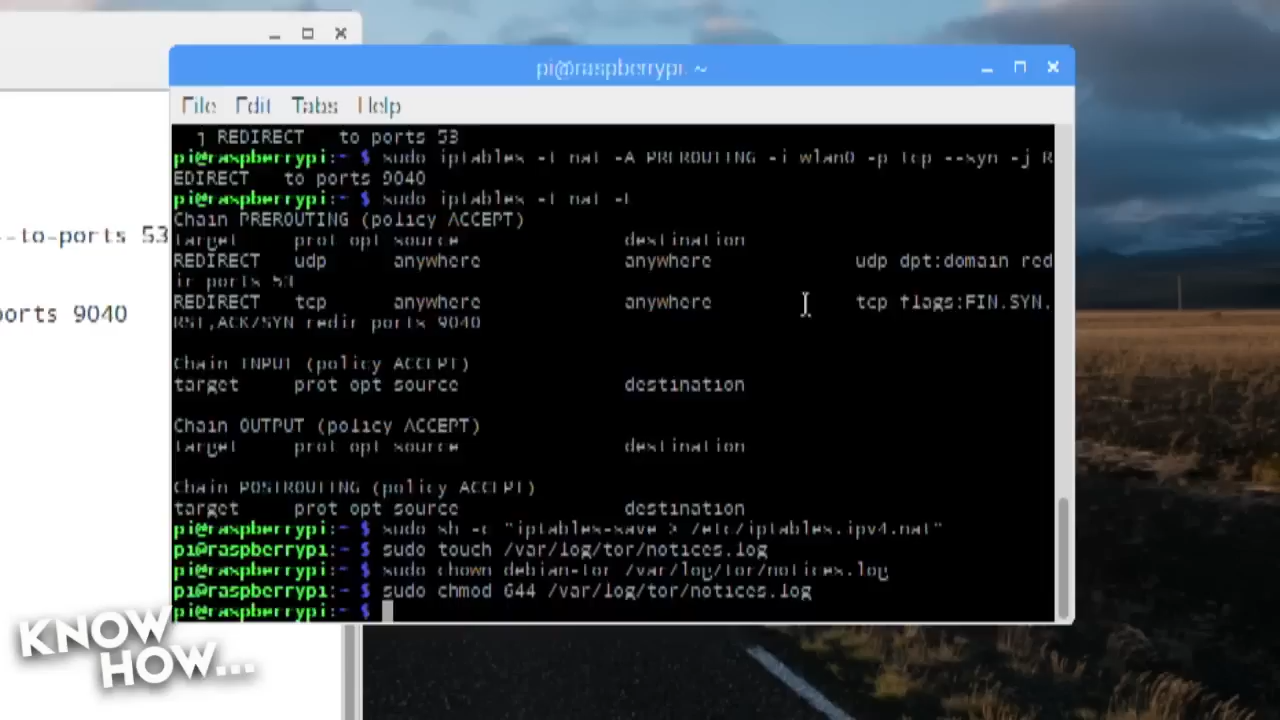 pi@raspberrypi: ~
File Edit Tabs Help
REDIRECT to ports 53
pi@raspberrypi:~ $ sudo iptables -t nat -A PREROUTING -i wlan0 -p tcp --syn -j R
EDIRECT to ports 9040
pi@raspberrypi:~ $ sudo iptables -t nat -L
Chain PREROUTING (policy ACCEPT)
target prot opt source destination
REDIRECT udp anywhere anywhere udp dpt:domain red
ir ports 53
REDIRECT tcp anywhere anywhere tcp flags:FIN,SYN,
RST,ACK/SYN redir ports 9040
Chain INPUT (policy ACCEPT)
target prot opt source destination
Chain OUTPUT (policy ACCEPT)
target prot opt source destination
Chain POSTROUTING (policy ACCEPT)
target prot opt source destination
pi@raspberrypi:~ $ sudo sh -c "iptables-save > /etc/iptables.ipv4.nat"
pi@raspberrypi:~ $ sudo touch /var/log/tor/notices.log
pi@raspberrypi:~ $ sudo chown debian-tor /var/log/tor/notices.log
pi@raspberrypi:~ $ sudo chmod 644 /var/log/tor/notices.log
pi@raspberrypi:~ $
--to-ports 53
ports 9040
KNOW
HOW...